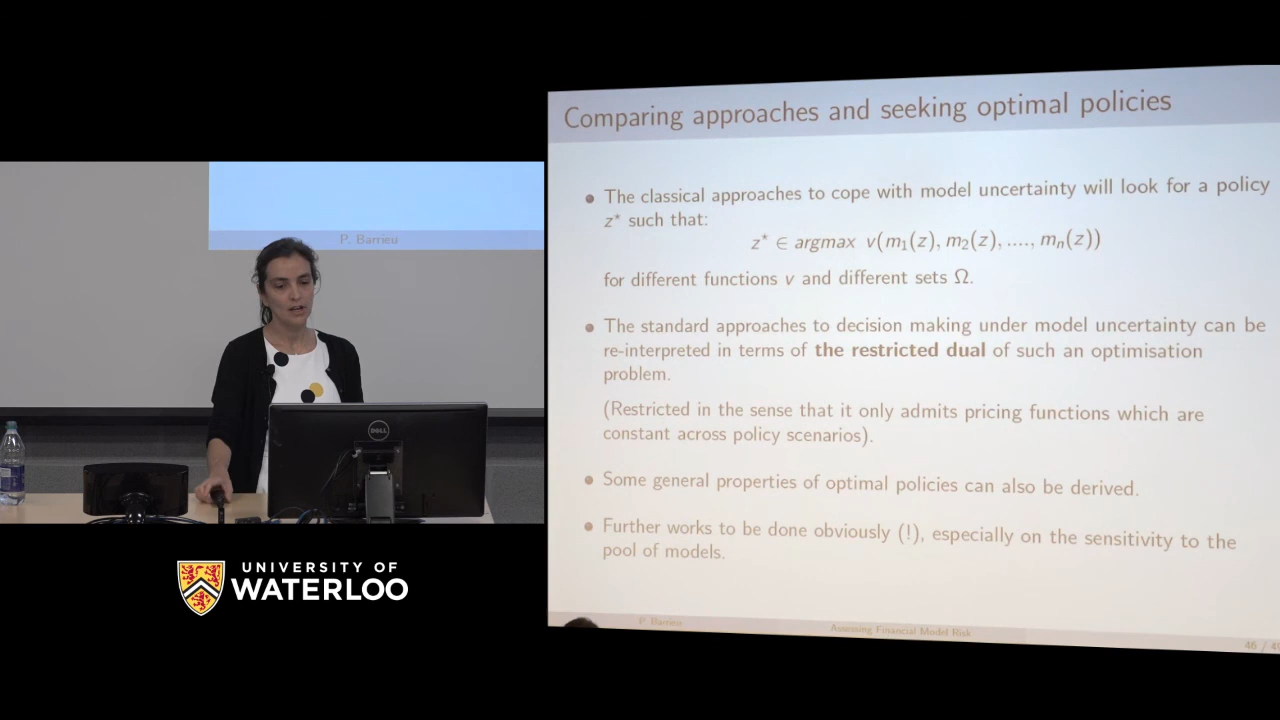 P. Barrieu
DELL
UNIVERSITY OF
WATERLOO
Comparing approaches and seeking optimal policies
• The classical approaches to cope with model uncertainty will look for a policy
z* such that:
z* ∈ argmax v(m₁(z), m₂(z), ...., mₙ(z))
for different functions v and different sets Ω.
• The standard approaches to decision making under model uncertainty can be
re-interpreted in terms of the restricted dual of such an optimisation
problem.
(Restricted in the sense that it only admits pricing functions which are
constant across policy scenarios).
• Some general properties of optimal policies can also be derived.
• Further works to be done obviously (!), especially on the sensitivity to the
pool of models.
P. Barrieu
Assessing Financial Model Risk
46 /